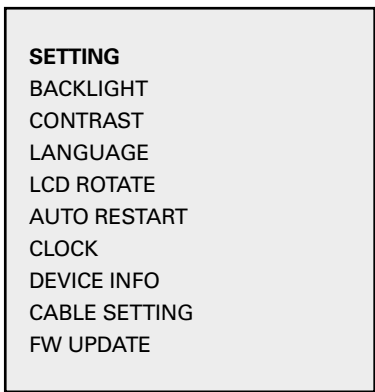 SETTING
BACKLIGHT
CONTRAST
LANGUAGE
LCD ROTATE
AUTO RESTART
CLOCK
DEVICE INFO
CABLE SETTING
FW UPDATE